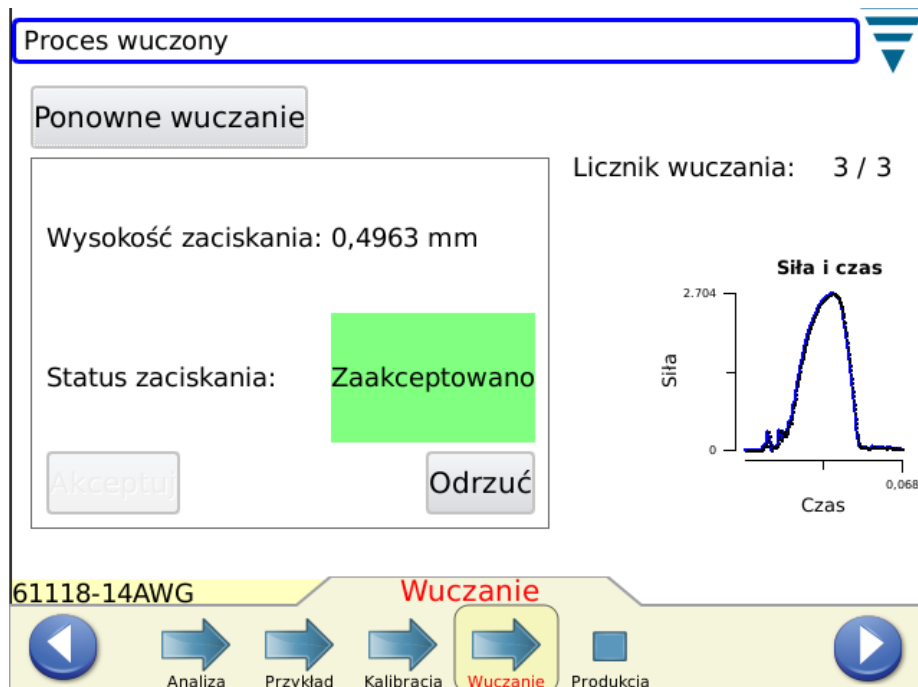 Proces wuczony
Ponowne wuczanie
Licznik wuczania: 3 / 3
Wysokość zaciskania: 0,4963 mm
Siła i czas
2.704
Siła
0
0,068
Czas
Status zaciskania: Zaakceptowano
Akceptuj
Odrzuć
61118-14AWG
Wuczanie
Analiza
Przykład
Kalibracja
Wuczanie
Produkcja